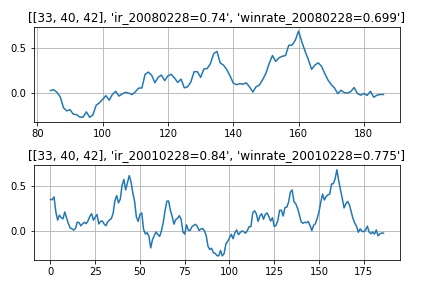 [[33, 40, 42], 'ir_20080228=0.74', 'winrate_20080228=0.699']
0.5
0.0
80 100 120 140 160 180
[[33, 40, 42], 'ir_20010228=0.84', 'winrate_20010228=0.775']
0.5
0.0
0 25 50 75 100 125 150 175